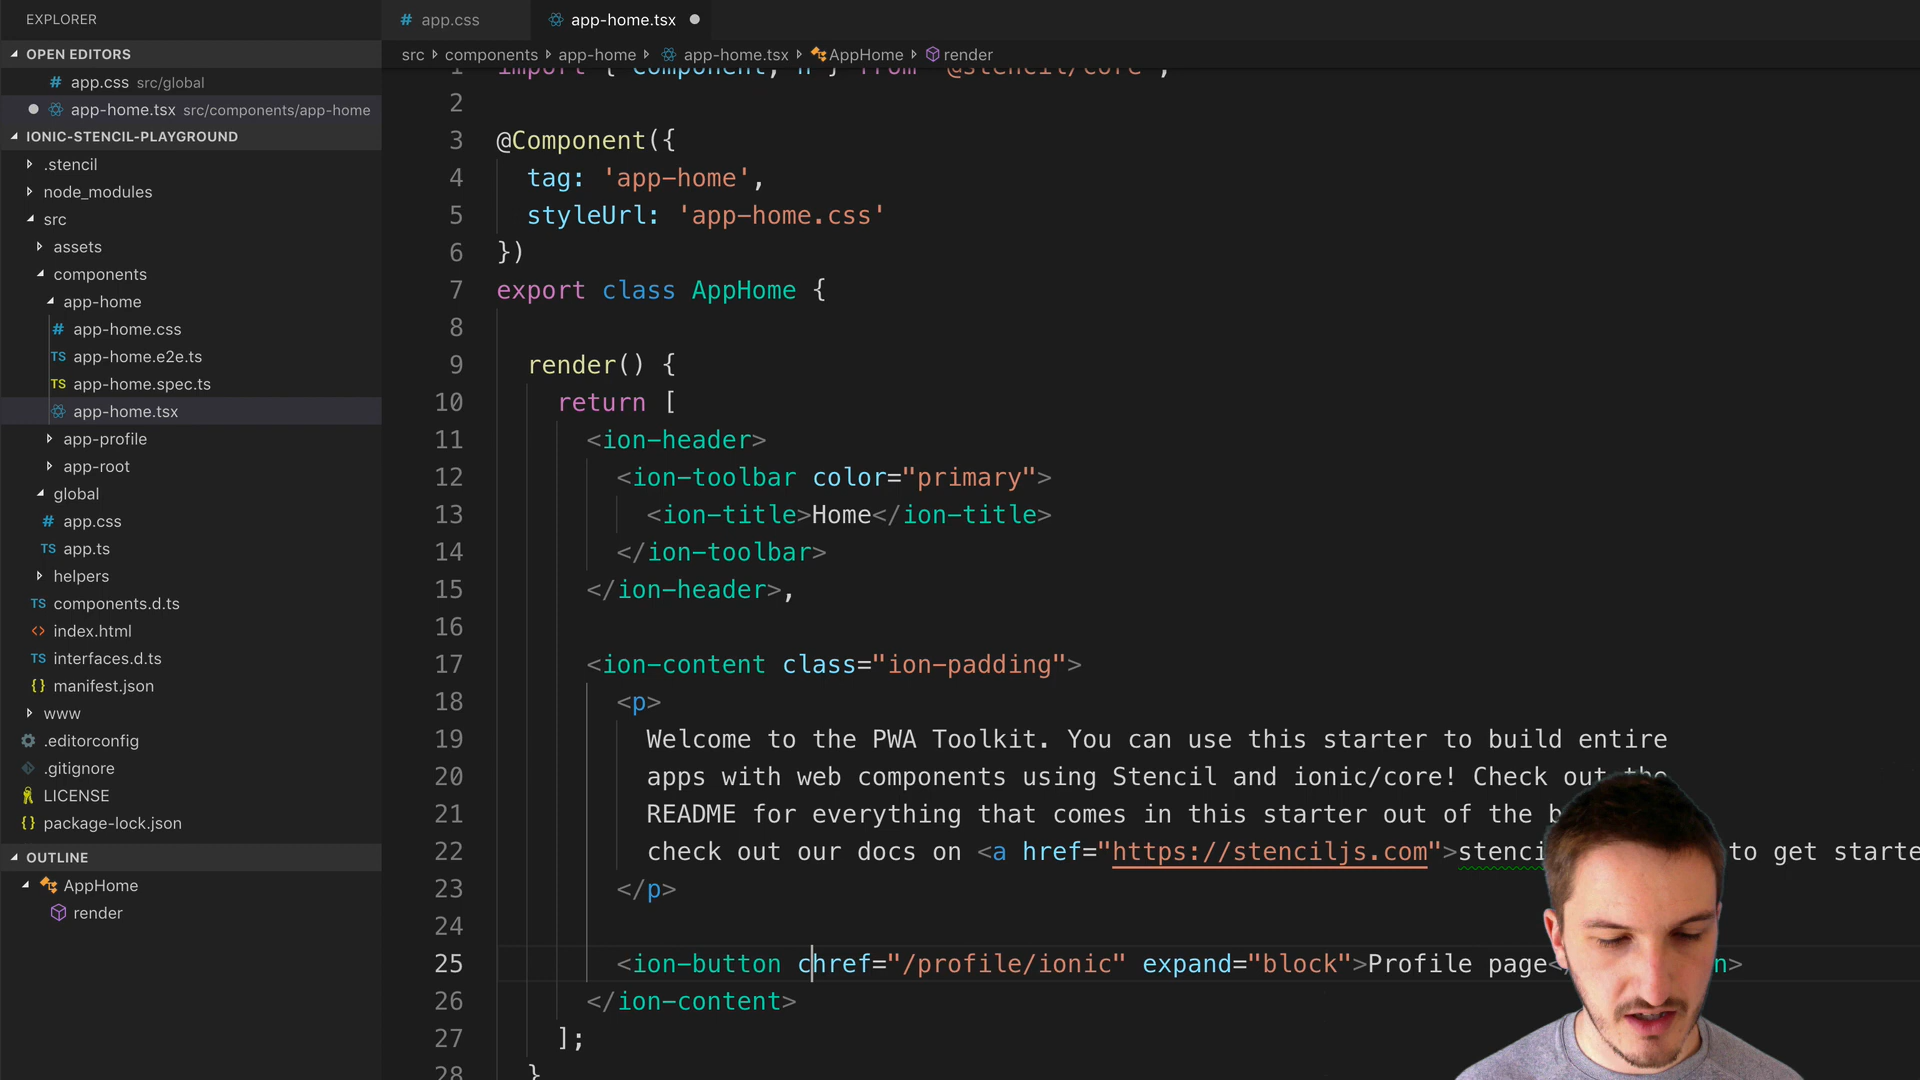 EXPLORER
OPEN EDITORS
# app.css src/global
app-home.tsx src/components/app-home
IONIC-STENCIL-PLAYGROUND
.stencil
node_modules
src
assets
components
app-home
# app-home.css
TS app-home.e2e.ts
TS app-home.spec.ts
app-home.tsx
app-profile
app-root
global
# app.css
TS app.ts
helpers
TS components.d.ts
<> index.html
TS interfaces.d.ts
{} manifest.json
www
.editorconfig
.gitignore
LICENSE
{} package-lock.json
OUTLINE
AppHome
render
# app.css
app-home.tsx
src components app-home app-home.tsx AppHome render
1 import { Component, h } from '@stencil/core';
2
3 @Component({
4 tag: 'app-home',
5 styleUrl: 'app-home.css'
6 })
7 export class AppHome {
8
9 render() {
10 return [
11 <ion-header>
12 <ion-toolbar color="primary">
13 <ion-title>Home</ion-title>
14 </ion-toolbar>
15 </ion-header>,
16
17 <ion-content class="ion-padding">
18 <p>
19 Welcome to the PWA Toolkit. You can use this starter to build entire
20 apps with web components using Stencil and ionic/core! Check out the
21 README for everything that comes in this starter out of the
22 check out our docs on <a href="https://stenciljs.com"> to get
23 </p>
24
25 <ion-button chref="/profile/ionic" expand="block">Profile page< n>
26 </ion-content>
27 ];
28 }